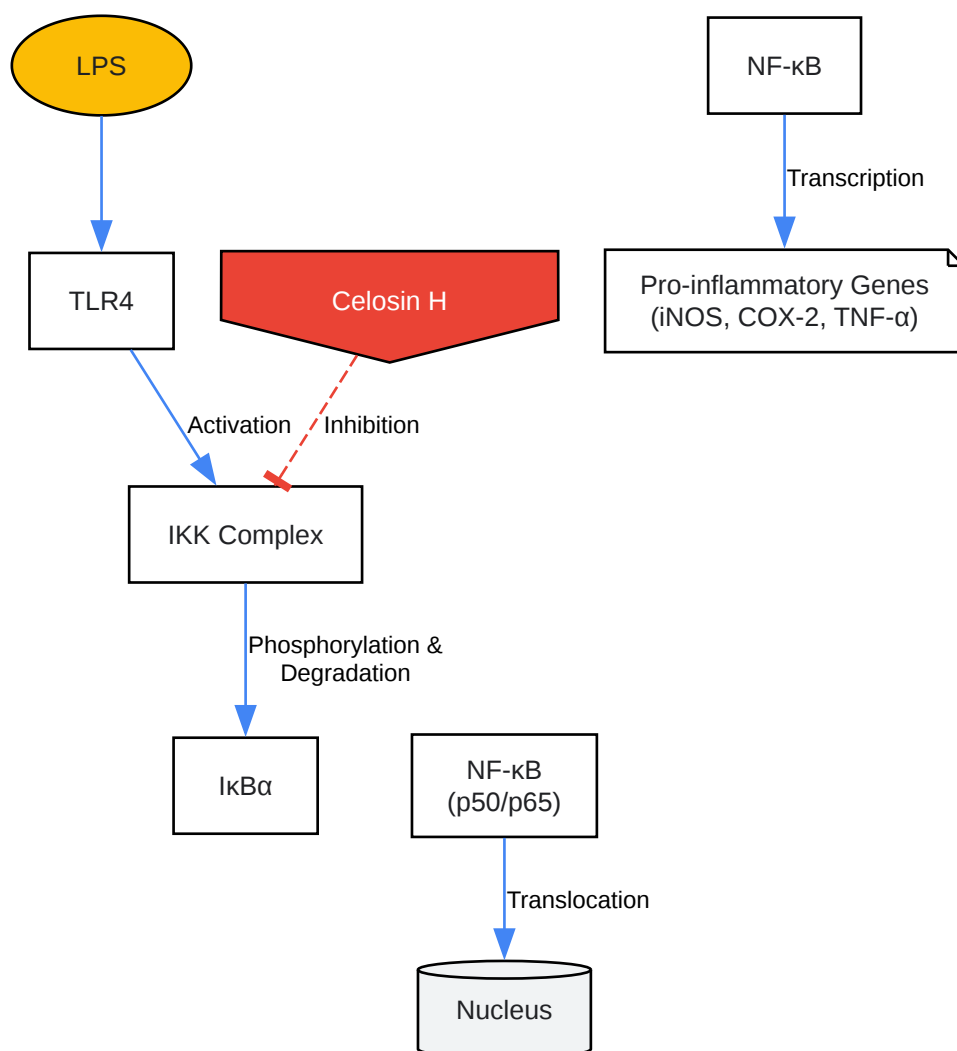 LPS
NF-κB
Transcription
TLR4
Celosin H
Pro-inflammatory Genes
(iNOS, COX-2, TNF-α)
Activation
Inhibition
IKK Complex
Phosphorylation &
Degradation
IκBα
NF-κB
(p50/p65)
Translocation
Nucleus